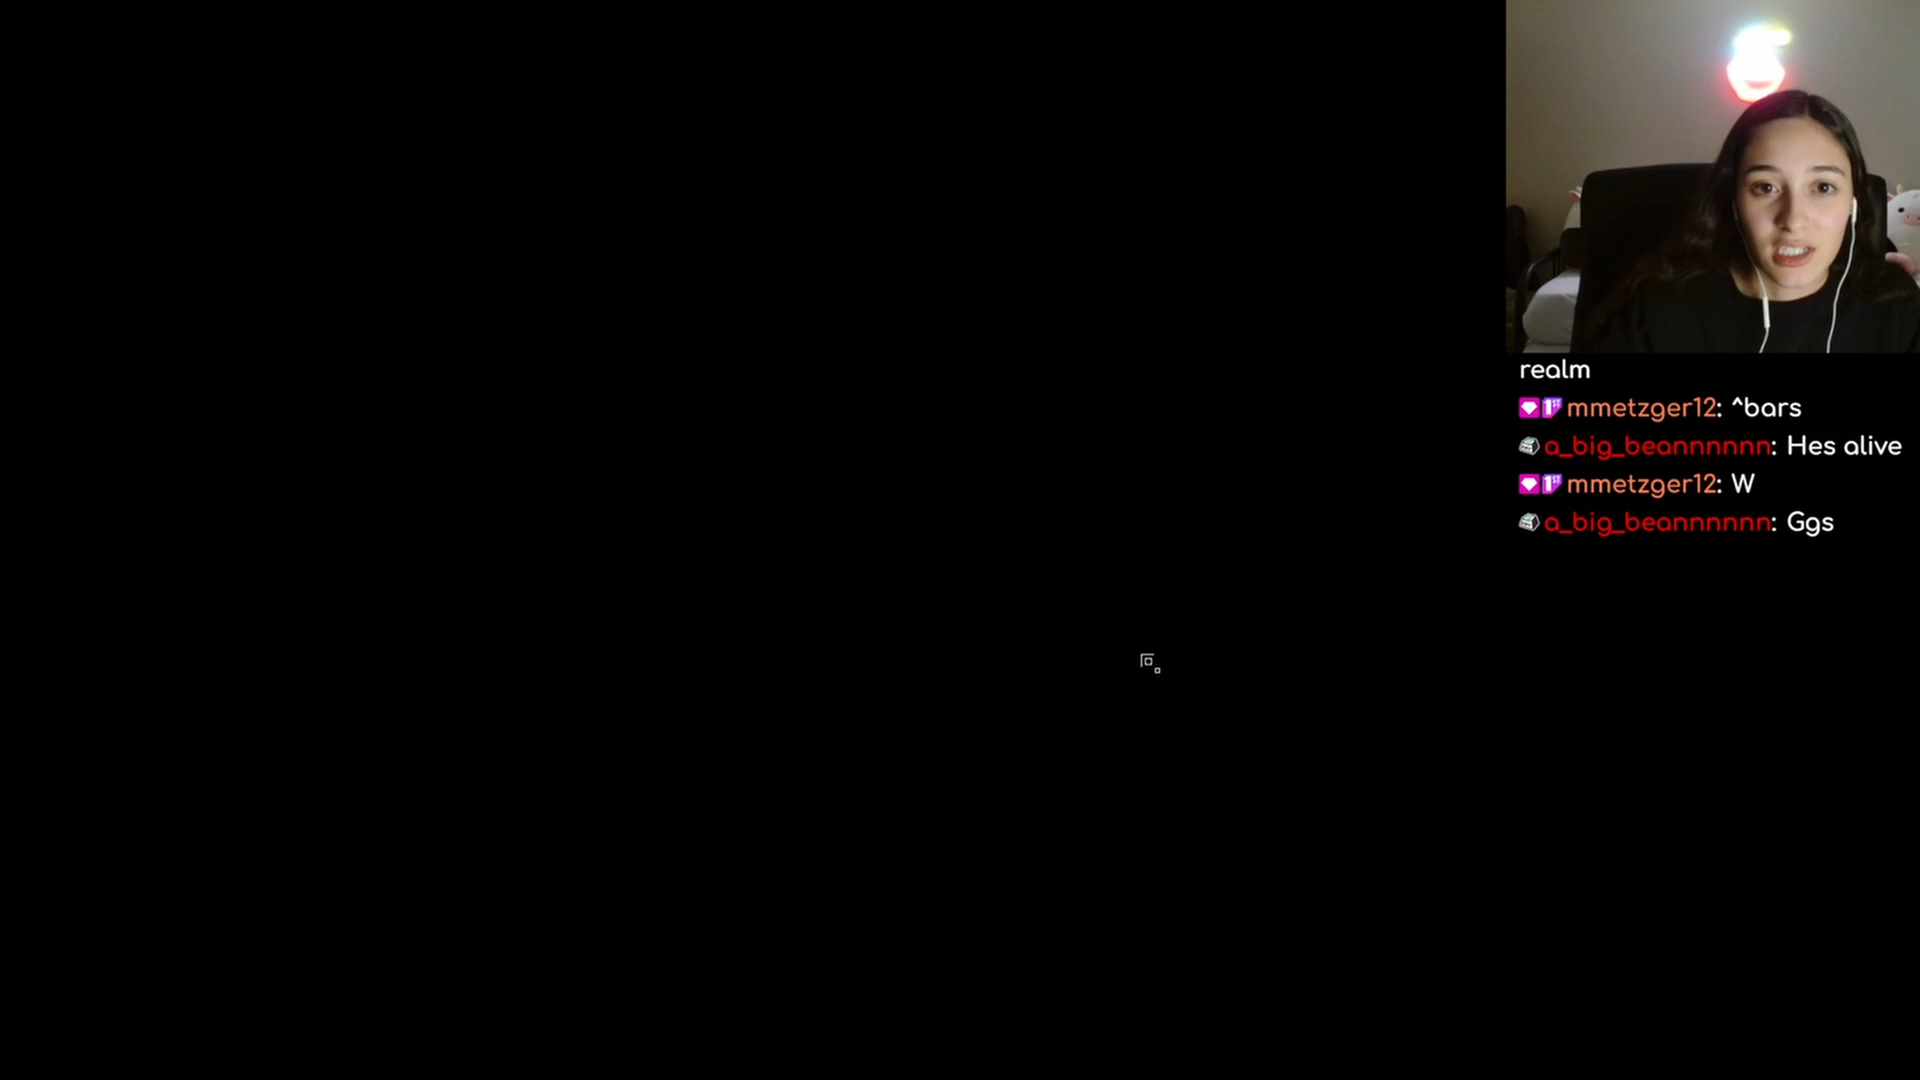 realm
mmetzger12: ^bars
a_big_beannnnnn: Hes alive
mmetzger12: W
a_big_beannnnnn: Ggs